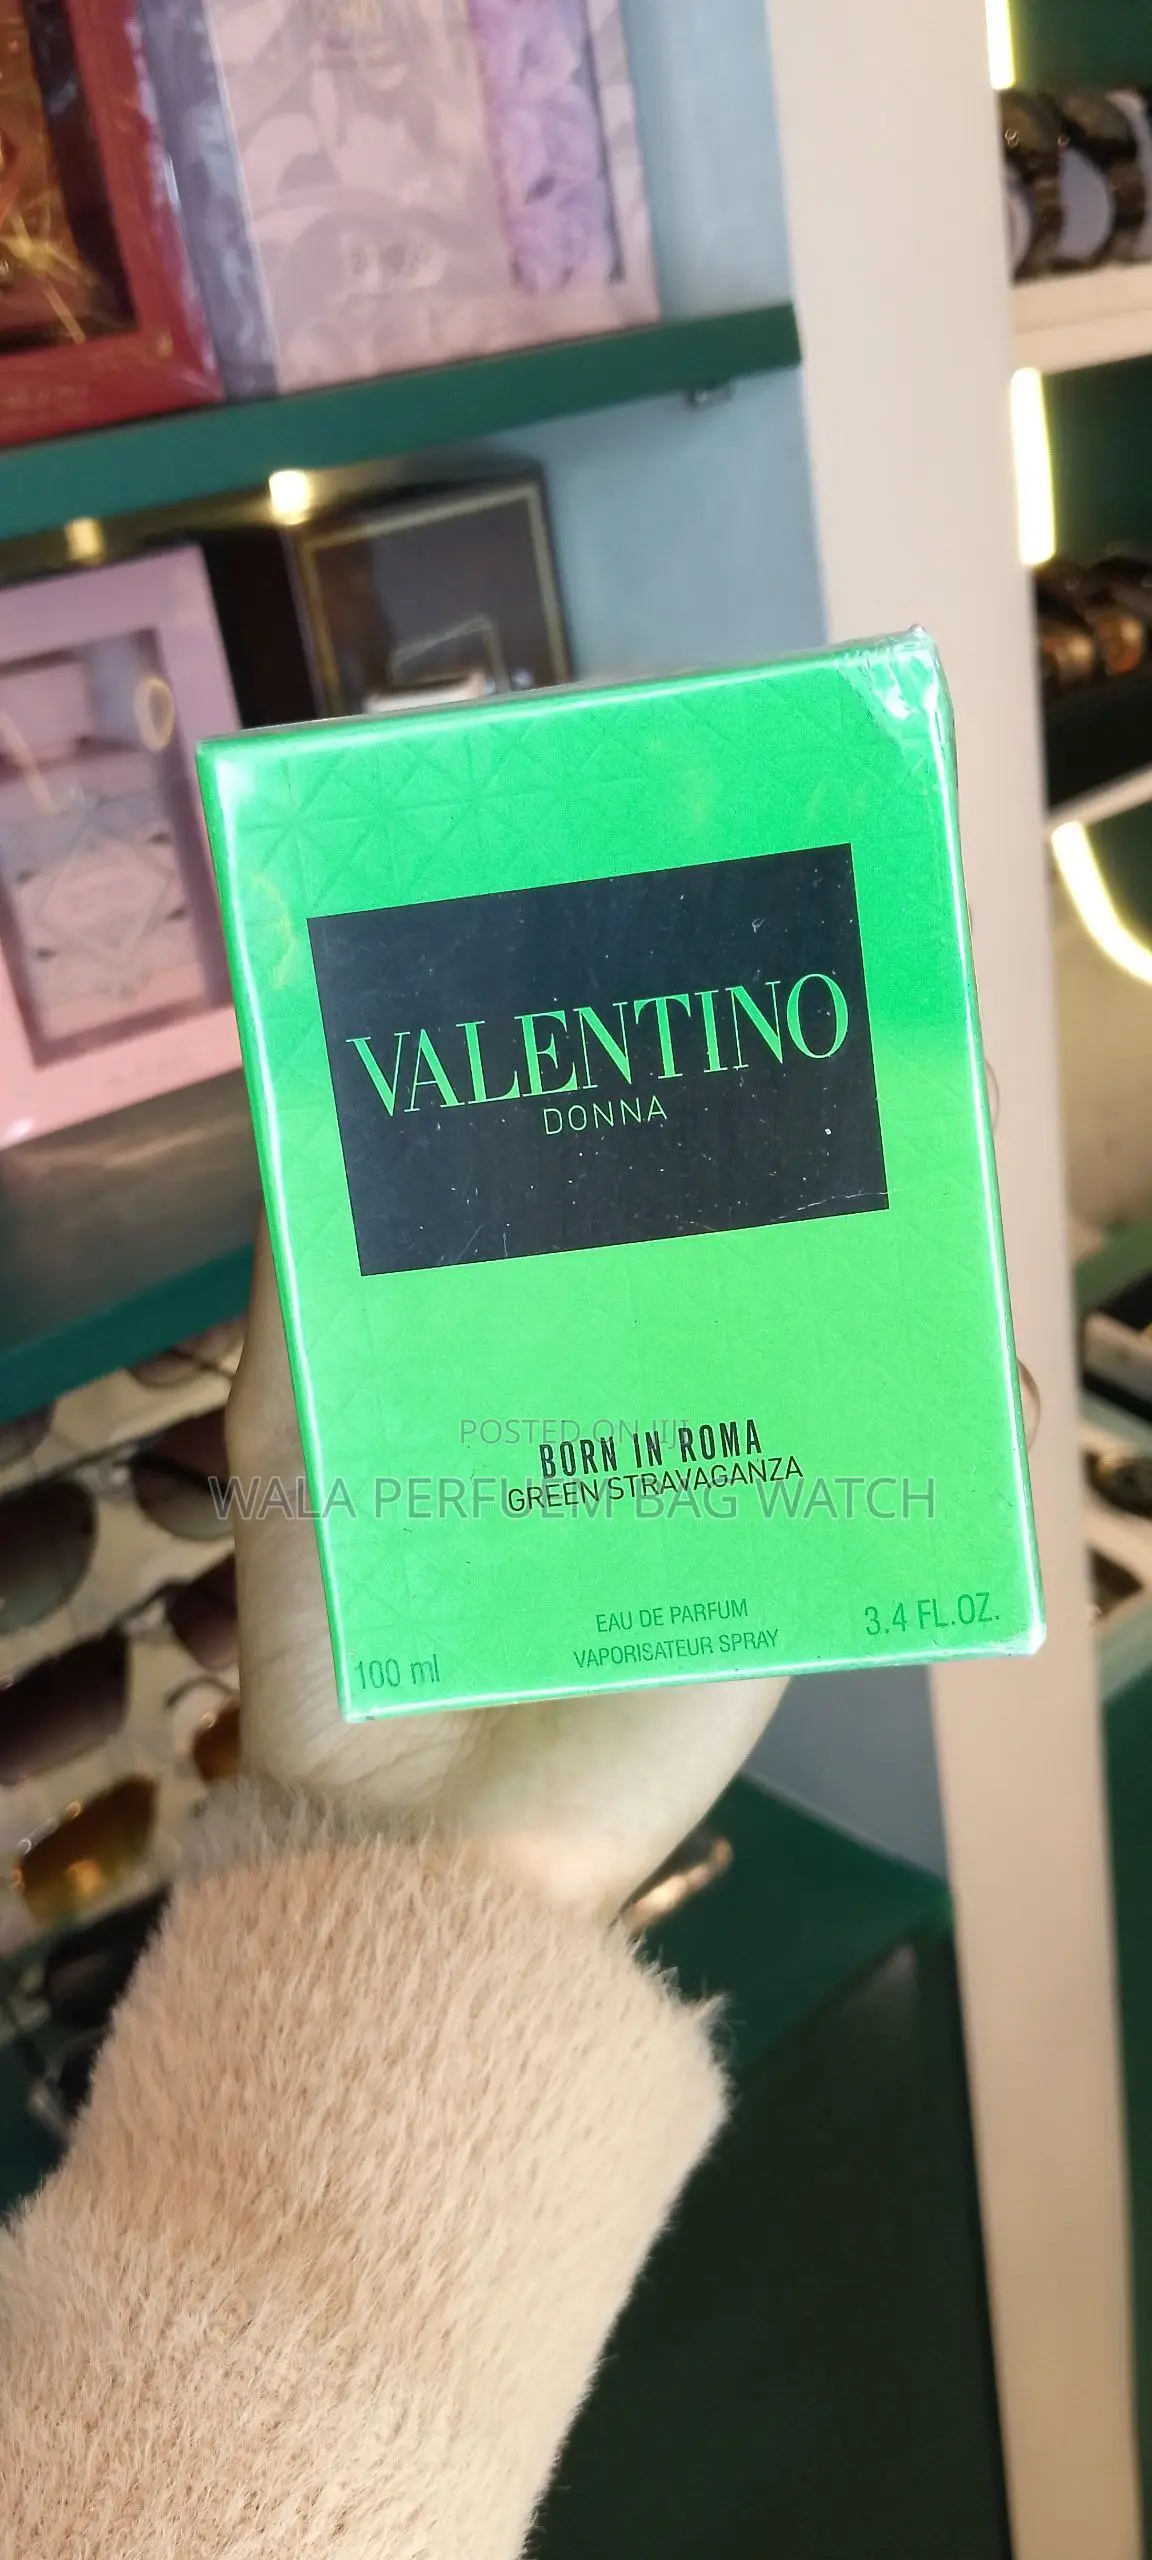 VALENTINO
DONNA
POSTED ON JIJI
BORN IN ROMA
GREEN STRAVAGANZA
WALA PERFUEM BAG WATCH
EAU DE PARFUM
VAPORISATEUR SPRAY
100 ml
3.4 FL.OZ.